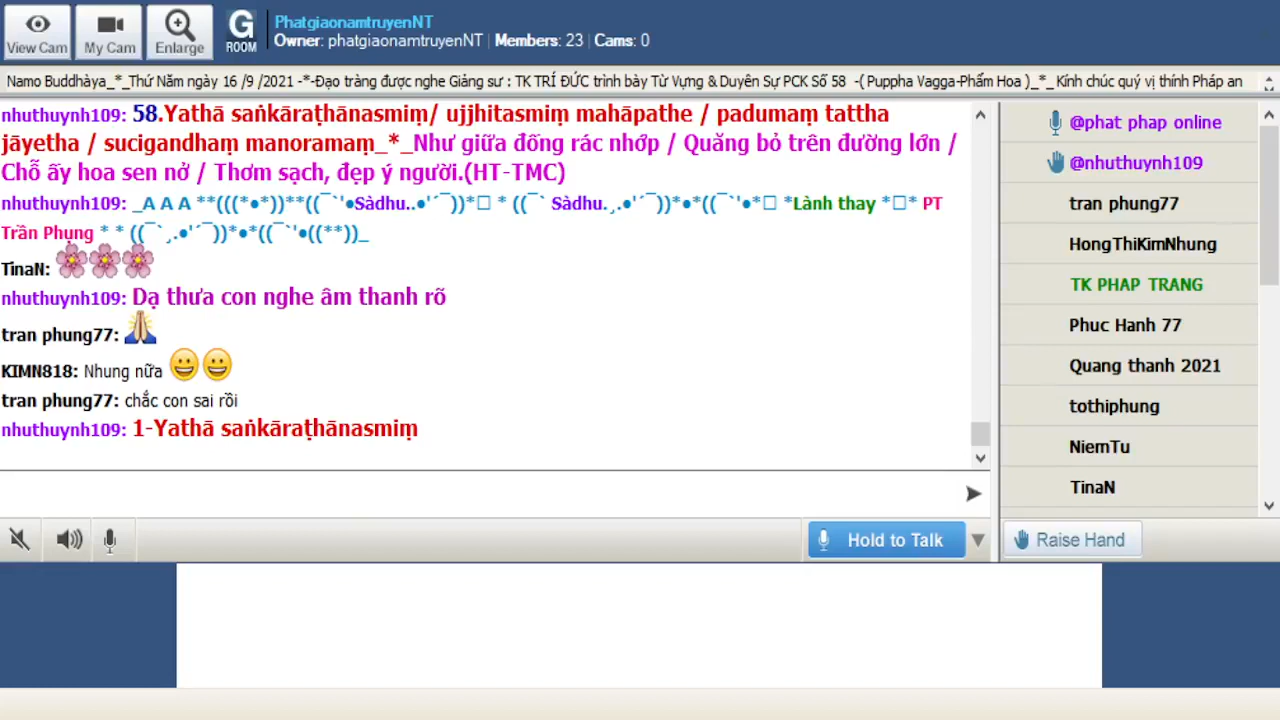 View Cam
My Cam
Enlarge
G
ROOM
PhatgiaonamtruyenNT
Owner: phatgiaonamtruyenNT | Members: 23 | Cams: 0
Namo Buddhàya_*_Thứ Năm ngày 16 /9 /2021 -*-Đạo tràng được nghe Giảng sư : TK TRÍ ĐỨC trình bày Từ Vựng & Duyên Sự PCK Số 58 -( Puppha Vagga-Phẩm Hoa )_*_ Kính chúc quý vị thính Pháp an
nhuthuynh109: 58.Yathā saṅkāraṭhānasmiṃ/ ujjhitasmiṃ mahāpathe / padumaṃ tattha
jāyetha / sucigandhaṃ manoramaṃ_*_Như giữa đống rác nhớp / Quăng bỏ trên đường lớn /
Chỗ ấy hoa sen nở / Thơm sạch, đẹp ý người.(HT-TMC)
nhuthuynh109: _A A A **(((*●*))**((¯`'●Sàdhu..●'´¯))*□ * ((¯` Sàdhu.¸.●'´¯))*●*((¯`'●*□ *Lành thay *□* PT
Trần Phụng * * ((¯`¸.●'´¯))*●*((¯`'●((**))_
TinaN:
nhuthuynh109: Dạ thưa con nghe âm thanh rõ
tran phung77:
KIMN818: Nhung nữa
tran phung77: chắc con sai rồi
nhuthuynh109: 1-Yathā saṅkāraṭhānasmiṃ
Hold to Talk
@phat phap online
@nhuthuynh109
tran phung77
HongThiKimNhung
TK PHAP TRANG
Phuc Hanh 77
Quang thanh 2021
tothiphung
NiemTu
TinaN
Raise Hand